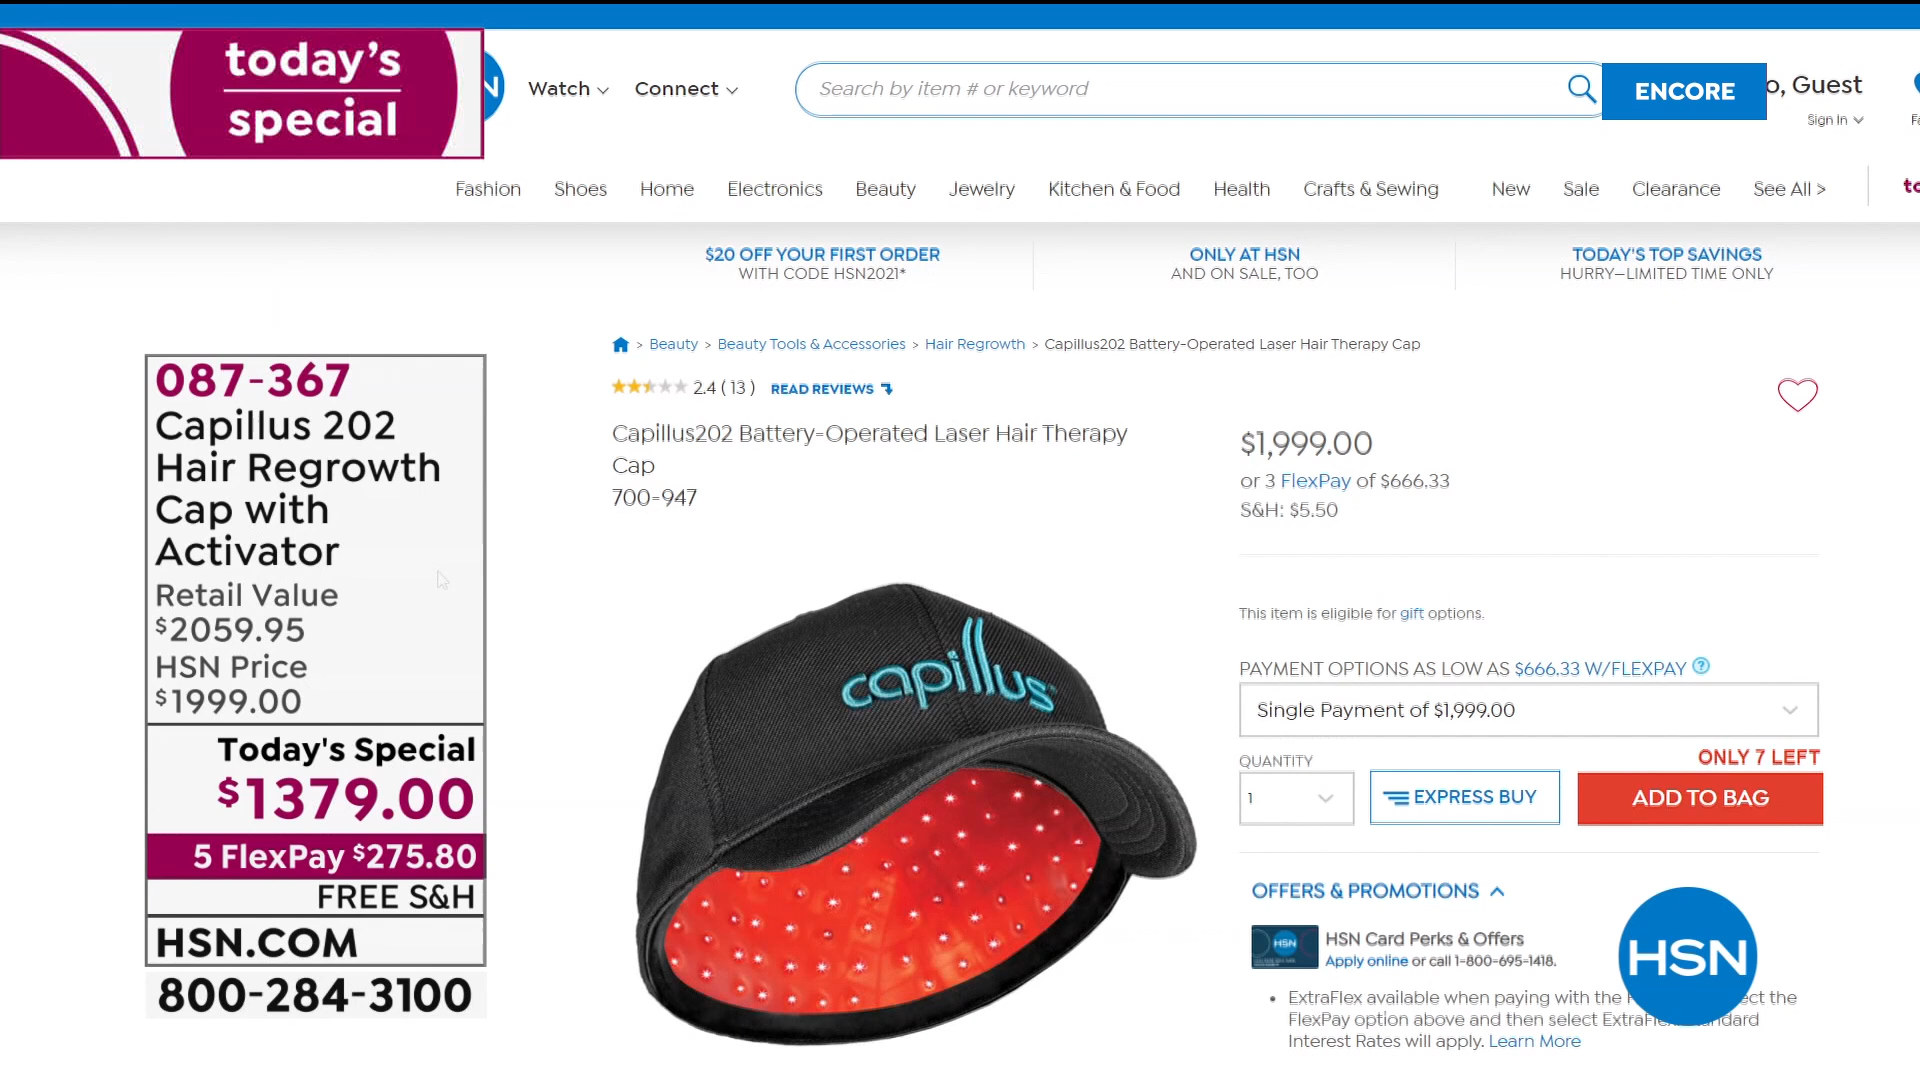 today's
special
N
Watch
Connect
Search by item # or keyword
ENCORE
o, Guest
Sign In
Fashion
Shoes
Home
Electronics
Beauty
Jewelry
Kitchen & Food
Health
Crafts & Sewing
New
Sale
Clearance
See All >
$20 OFF YOUR FIRST ORDER
WITH CODE HSN2021*
ONLY AT HSN
AND ON SALE, TOO
TODAY'S TOP SAVINGS
HURRY–LIMITED TIME ONLY
> Beauty > Beauty Tools & Accessories > Hair Regrowth > Capillus202 Battery-Operated Laser Hair Therapy Cap
2.4 ( 13 ) READ REVIEWS
Capillus202 Battery-Operated Laser Hair Therapy
Cap
700-947
087-367
Capillus 202
Hair Regrowth
Cap with
Activator
Retail Value
$2059.95
HSN Price
$1999.00
Today's Special
$1379.00
5 FlexPay $275.80
FREE S&H
HSN.COM
800-284-3100
capillus
$1,999.00
or 3 FlexPay of $666.33
S&H: $5.50
This item is eligible for gift options.
PAYMENT OPTIONS AS LOW AS $666.33 W/FLEXPAY ?
Single Payment of $1,999.00
ONLY 7 LEFT
QUANTITY
1
EXPRESS BUY
ADD TO BAG
OFFERS & PROMOTIONS
HSN
HSN Card Perks & Offers
Apply online or call 1-800-695-1418.
• ExtraFlex available when paying with the ect the
FlexPay option above and then select ExtraFle ndard
Interest Rates will apply. Learn More
HSN